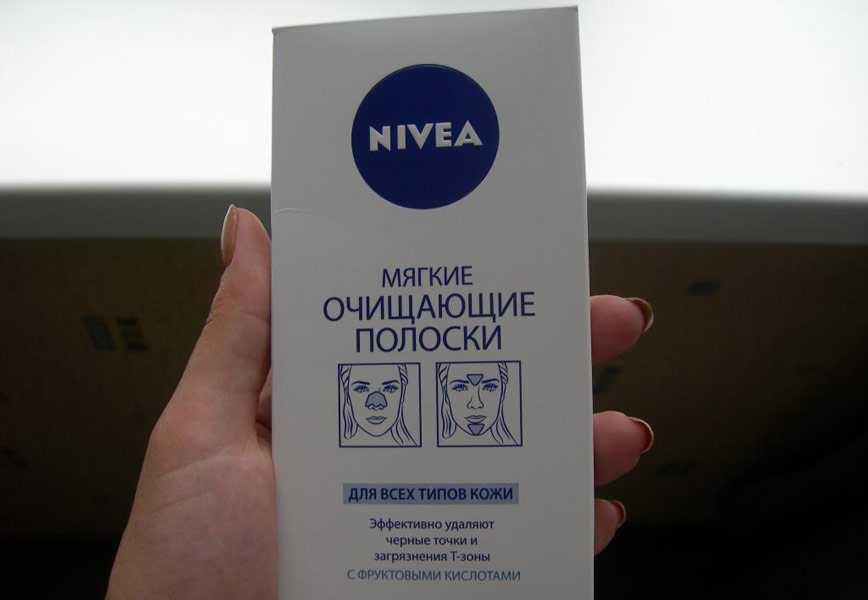 NIVEA
МЯГКИЕ
ОЧИЩАЮЩИЕ
ПОЛОСКИ
ДЛЯ ВСЕХ ТИПОВ КОЖИ
Эффективно удаляют
черные точки и
загрязнения Т-зоны
С ФРУКТОВЫМИ КИСЛОТАМИ